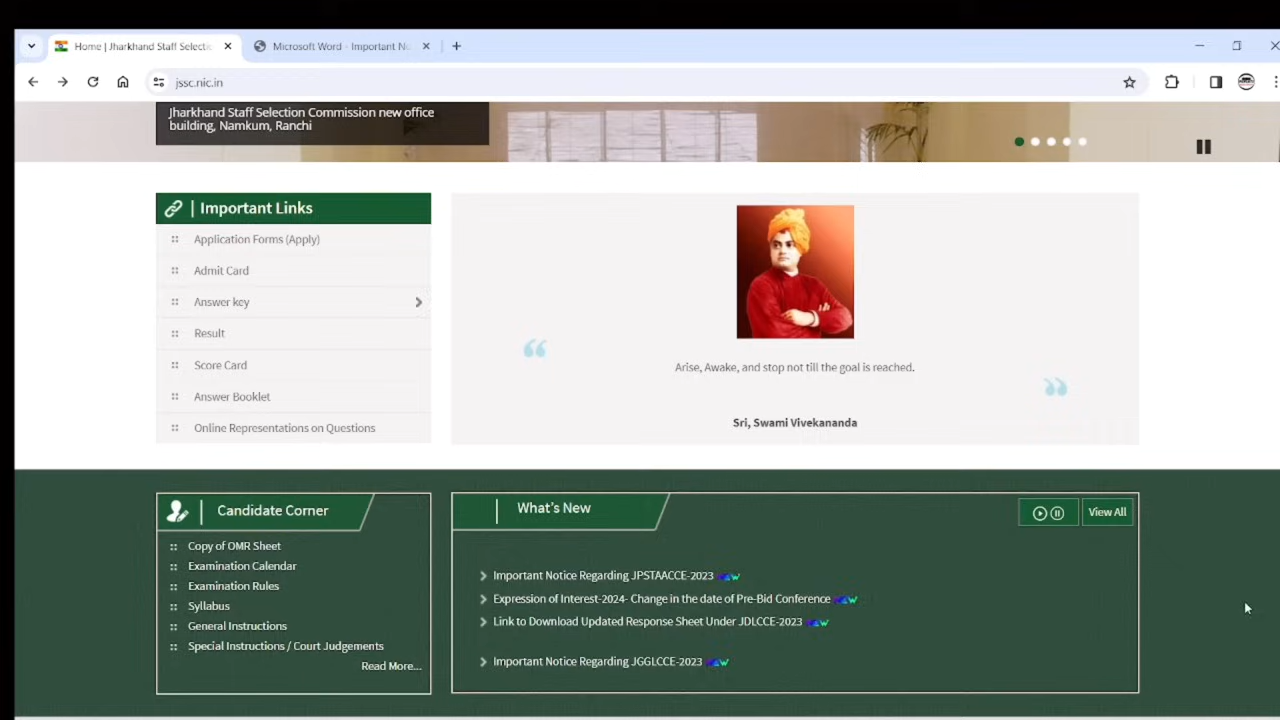 Home | Jharkhand Staff Selecti
Microsoft Word - Important No
jssc.nic.in
Jharkhand Staff Selection Commission new office
building, Namkum, Ranchi
Important Links
Application Forms (Apply)
Admit Card
Answer key
Result
Score Card
Answer Booklet
Online Representations on Questions
Arise, Awake, and stop not till the goal is reached.
Sri, Swami Vivekananda
Candidate Corner
Copy of OMR Sheet
Examination Calendar
Examination Rules
Syllabus
General Instructions
Special Instructions / Court Judgements
Read More...
What's New
View All
Important Notice Regarding JPSTAACCE-2023
Expression of Interest-2024- Change in the date of Pre-Bid Conference
Link to Download Updated Response Sheet Under JDLCCE-2023
Important Notice Regarding JGGLCCE-2023